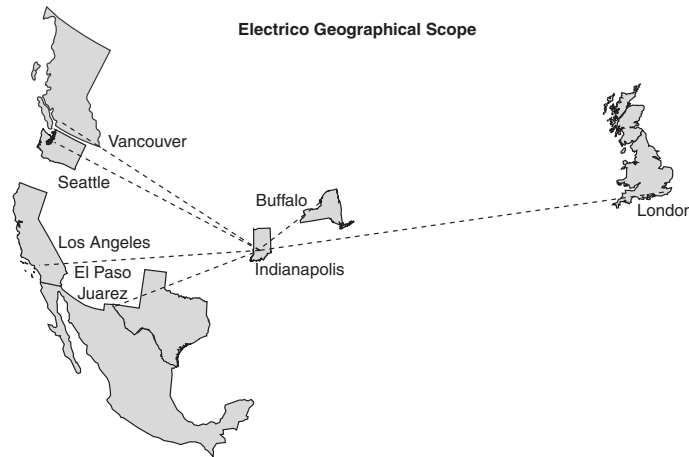 Electrico Geographical Scope
Vancouver
Seattle
Buffalo
London
Los Angeles
El Paso
Indianapolis
Juarez